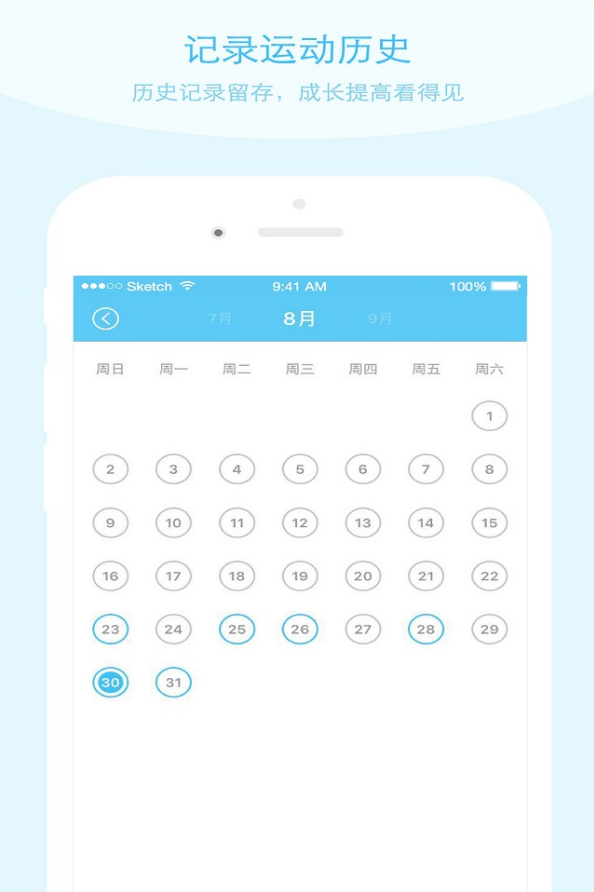 记录运动历史
历史记录留存，成长提高看得见
Sketch 9:41 AM 100%
7月 8月 9月
周日 周一 周二 周三 周四 周五 周六
1
2 3 4 5 6 7 8
9 10 11 12 13 14 15
16 17 18 19 20 21 22
23 24 25 26 27 28 29
30 31